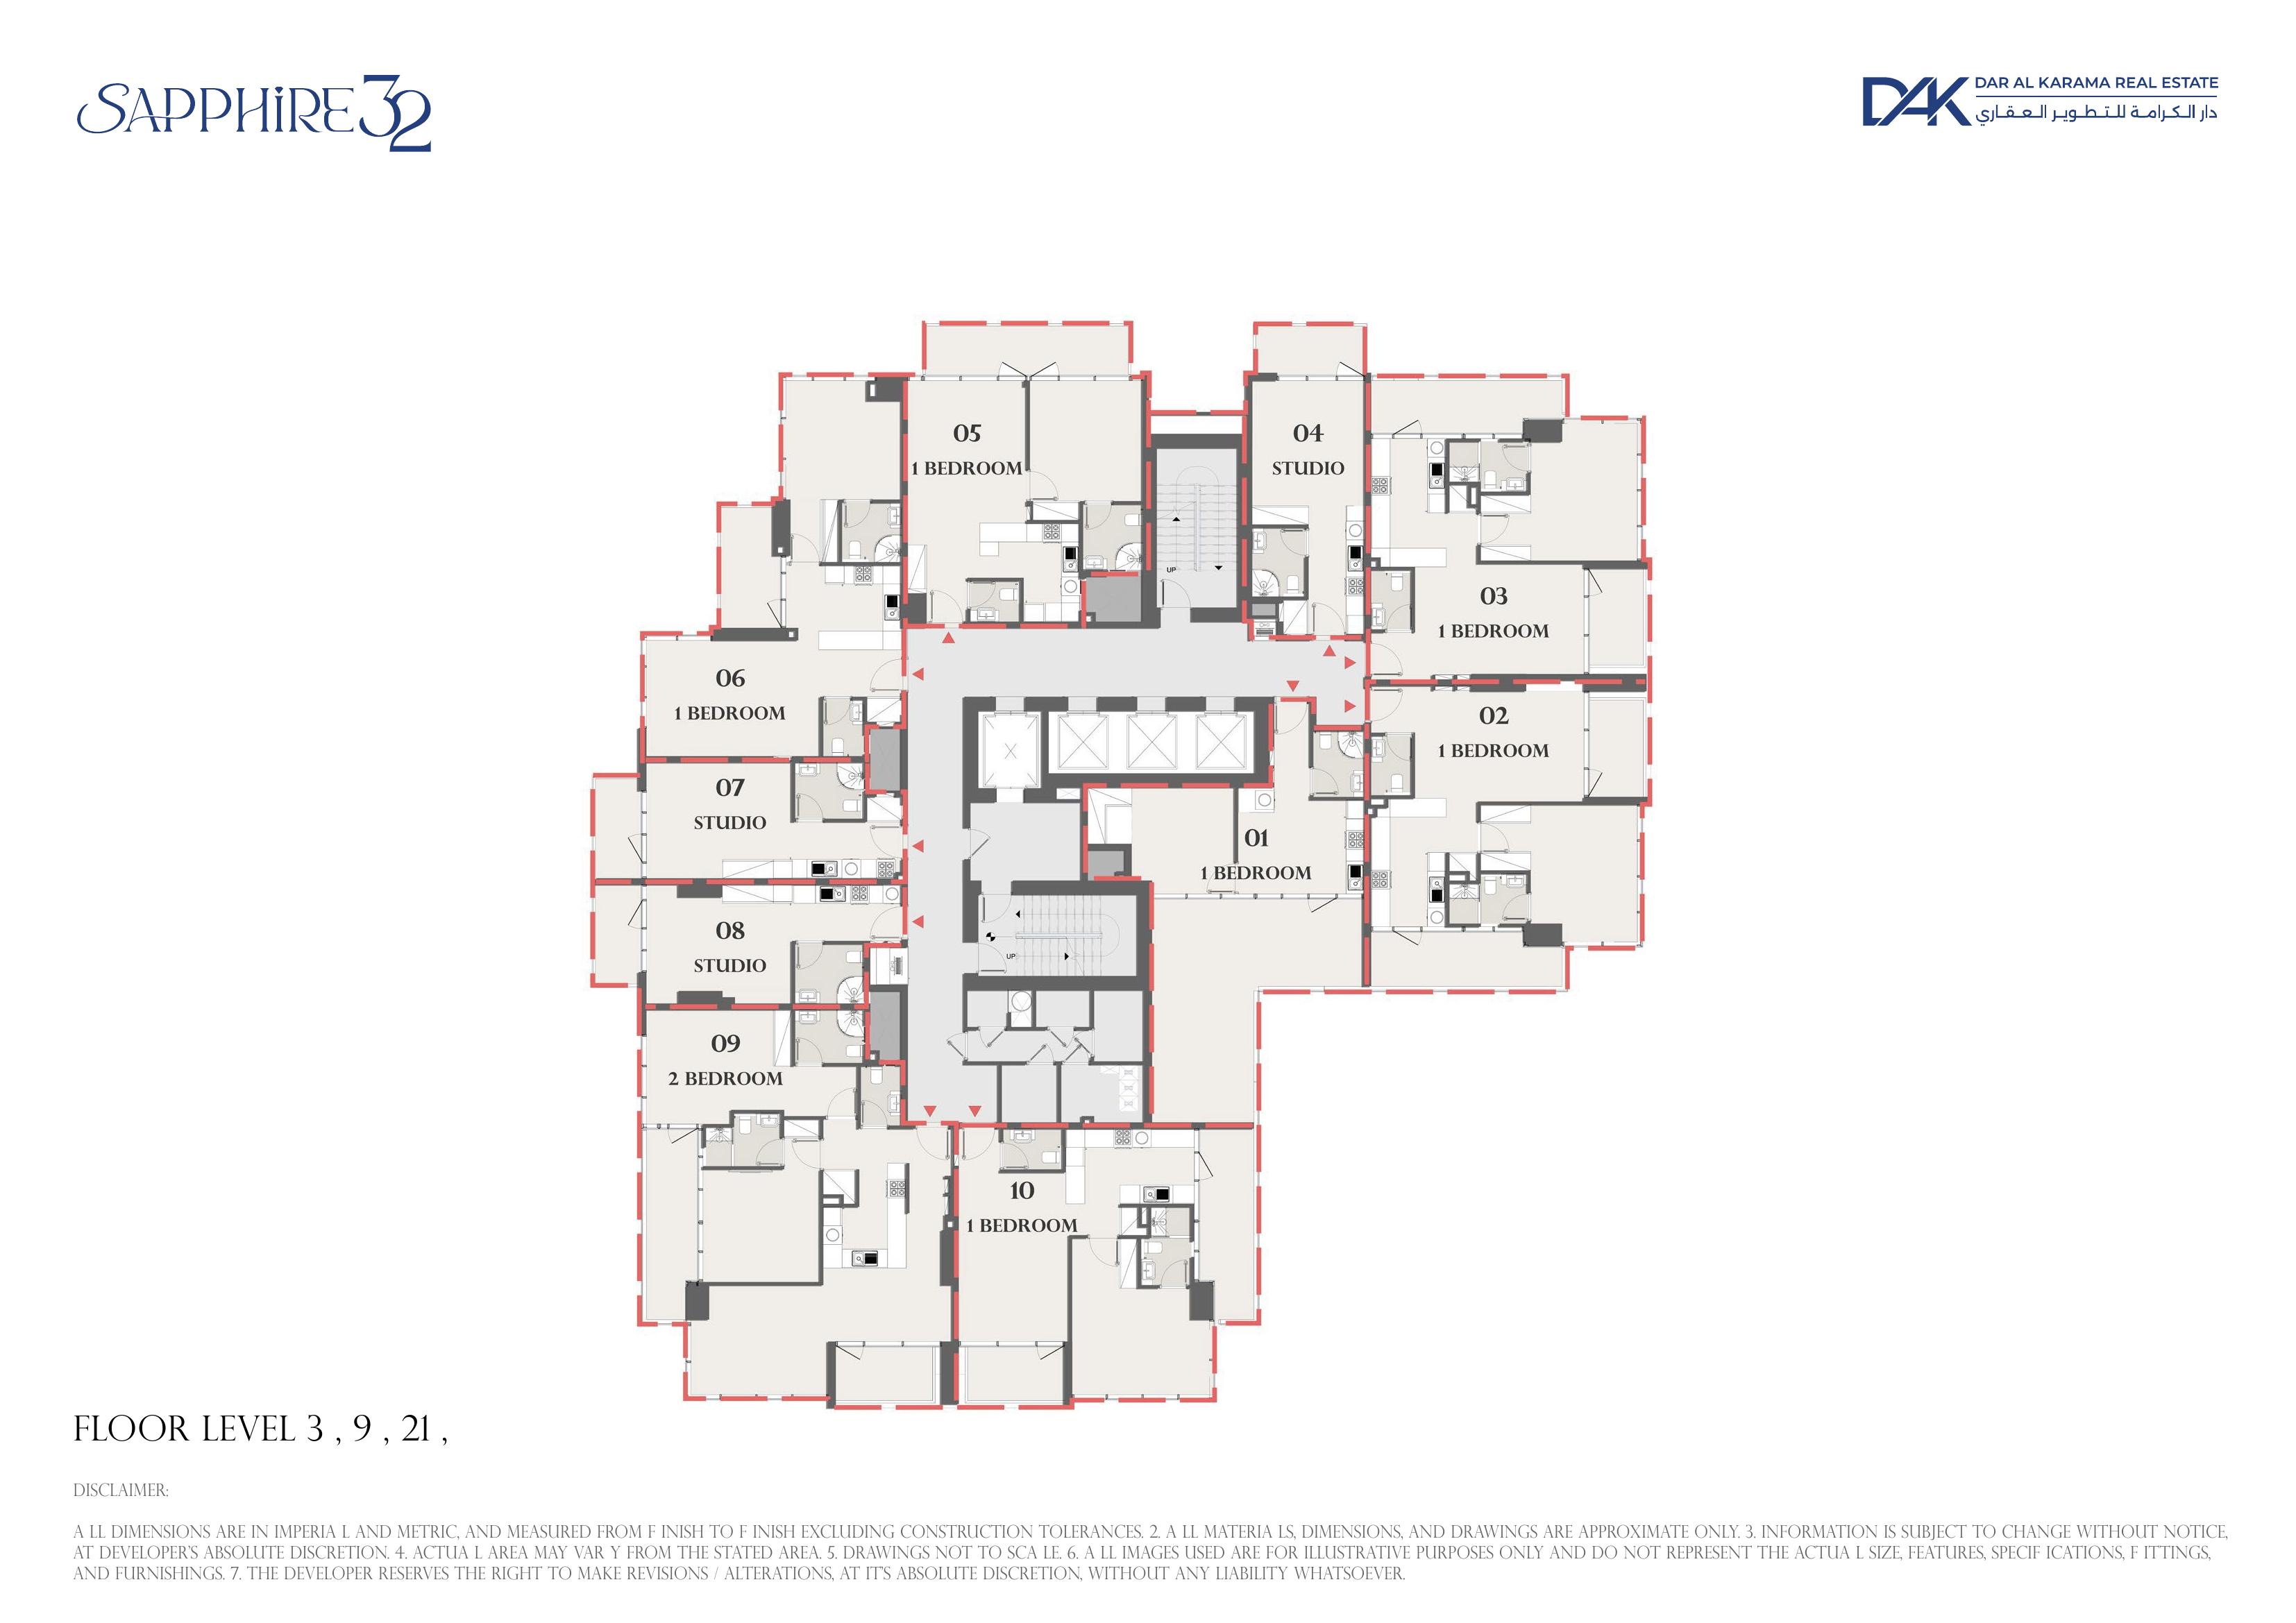 SAPPHIRE 32
DAK DAR AL KARAMA REAL ESTATE
دار الكرامة للتطوير العقاري
05
1 BEDROOM
04
STUDIO
UP
03
1 BEDROOM
06
1 BEDROOM
02
1 BEDROOM
07
STUDIO
01
1 BEDROOM
08
STUDIO
UP
09
2 BEDROOM
10
1 BEDROOM
FLOOR LEVEL 3 , 9 , 21 ,
DISCLAIMER:
A LL DIMENSIONS ARE IN IMPERIA L AND METRIC, AND MEASURED FROM F INISH TO F INISH EXCLUDING CONSTRUCTION TOLERANCES. 2. A LL MATERIA LS, DIMENSIONS, AND DRAWINGS ARE APPROXIMATE ONLY. 3. INFORMATION IS SUBJECT TO CHANGE WITHOUT NOTICE,
AT DEVELOPER'S ABSOLUTE DISCRETION. 4. ACTUA L AREA MAY VAR Y FROM THE STATED AREA. 5. DRAWINGS NOT TO SCA LE. 6. A LL IMAGES USED ARE FOR ILLUSTRATIVE PURPOSES ONLY AND DO NOT REPRESENT THE ACTUA L SIZE, FEATURES, SPECIF ICATIONS, F ITTINGS,
AND FURNISHINGS. 7. THE DEVELOPER RESERVES THE RIGHT TO MAKE REVISIONS / ALTERATIONS, AT IT'S ABSOLUTE DISCRETION, WITHOUT ANY LIABILITY WHATSOEVER.